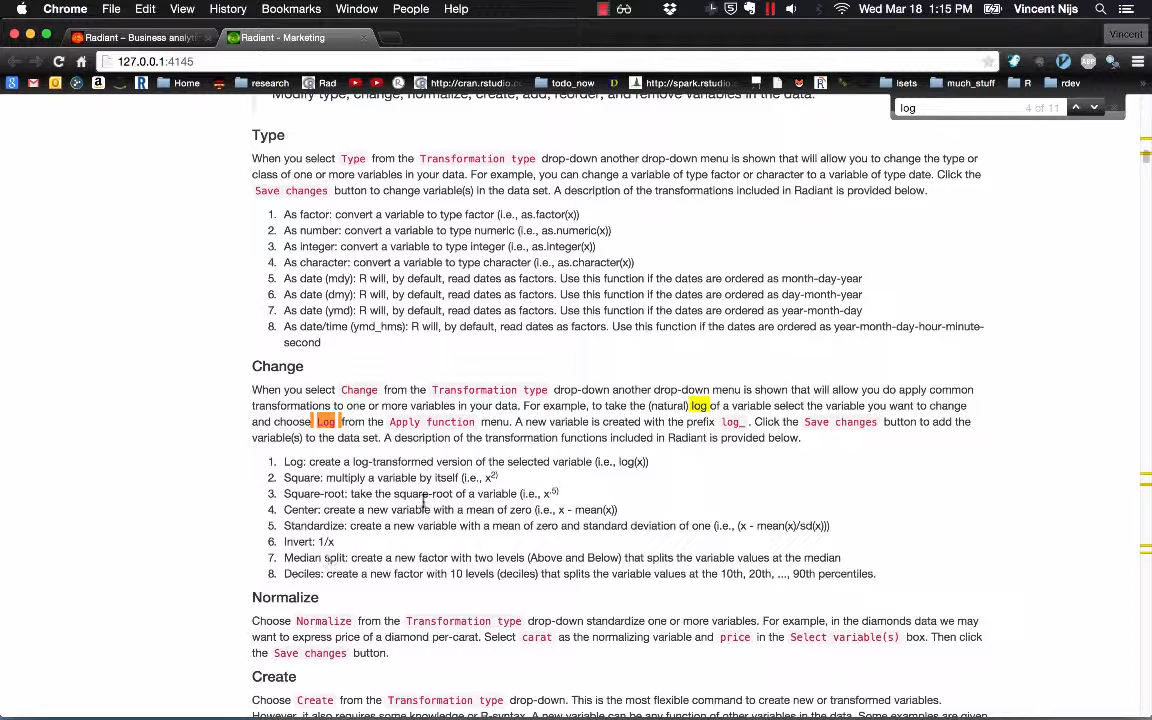 Chrome File Edit View History Bookmarks Window People Help Wed Mar 18 1:15 PM Vincent Nijs
Radiant – Business analyti Radiant - Marketing Vincent
127.0.0.1:4145
Home research Rad http://cran.rstudio.c todo_now D http://spark.rstudio lsets much_stuff R rdev
log 4 of 11
Modify type, change, normalize, create, add, reorder, and remove variables in the data.
Type
When you select Type from the Transformation type drop-down another drop-down menu is shown that will allow you to change the type or
class of one or more variables in your data. For example, you can change a variable of type factor or character to a variable of type date. Click the
Save changes button to change variable(s) in the data set. A description of the transformations included in Radiant is provided below.
1. As factor: convert a variable to type factor (i.e., as.factor(x))
2. As number: convert a variable to type numeric (i.e., as.numeric(x))
3. As integer: convert a variable to type integer (i.e., as.integer(x))
4. As character: convert a variable to type character (i.e., as.character(x))
5. As date (mdy): R will, by default, read dates as factors. Use this function if the dates are ordered as month-day-year
6. As date (dmy): R will, by default, read dates as factors. Use this function if the dates are ordered as day-month-year
7. As date (ymd): R will, by default, read dates as factors. Use this function if the dates are ordered as year-month-day
8. As date/time (ymd_hms): R will, by default, read dates as factors. Use this function if the dates are ordered as year-month-day-hour-minute-
second
Change
When you select Change from the Transformation type drop-down another drop-down menu is shown that will allow you do apply common
transformations to one or more variables in your data. For example, to take the (natural) log of a variable select the variable you want to change
and choose Log from the Apply function menu. A new variable is created with the prefix log_ . Click the Save changes button to add the
variable(s) to the data set. A description of the transformation functions included in Radiant is provided below.
1. Log: create a log-transformed version of the selected variable (i.e., log(x))
2. Square: multiply a variable by itself (i.e., x2)
3. Square-root: take the square-root of a variable (i.e., x.5)
4. Center: create a new variable with a mean of zero (i.e., x - mean(x))
5. Standardize: create a new variable with a mean of zero and standard deviation of one (i.e., (x - mean(x)/sd(x)))
6. Invert: 1/x
7. Median split: create a new factor with two levels (Above and Below) that splits the variable values at the median
8. Deciles: create a new factor with 10 levels (deciles) that splits the variable values at the 10th, 20th, ..., 90th percentiles.
Normalize
Choose Normalize from the Transformation type drop-down standardize one or more variables. For example, in the diamonds data we may
want to express price of a diamond per-carat. Select carat as the normalizing variable and price in the Select variable(s) box. Then click
the Save changes button.
Create
Choose Create from the Transformation type drop-down. This is the most flexible command to create new or transformed variables.
However, it also requires some knowledge or R-syntax. A new variable can be any function of other variables in the data. Some examples are given